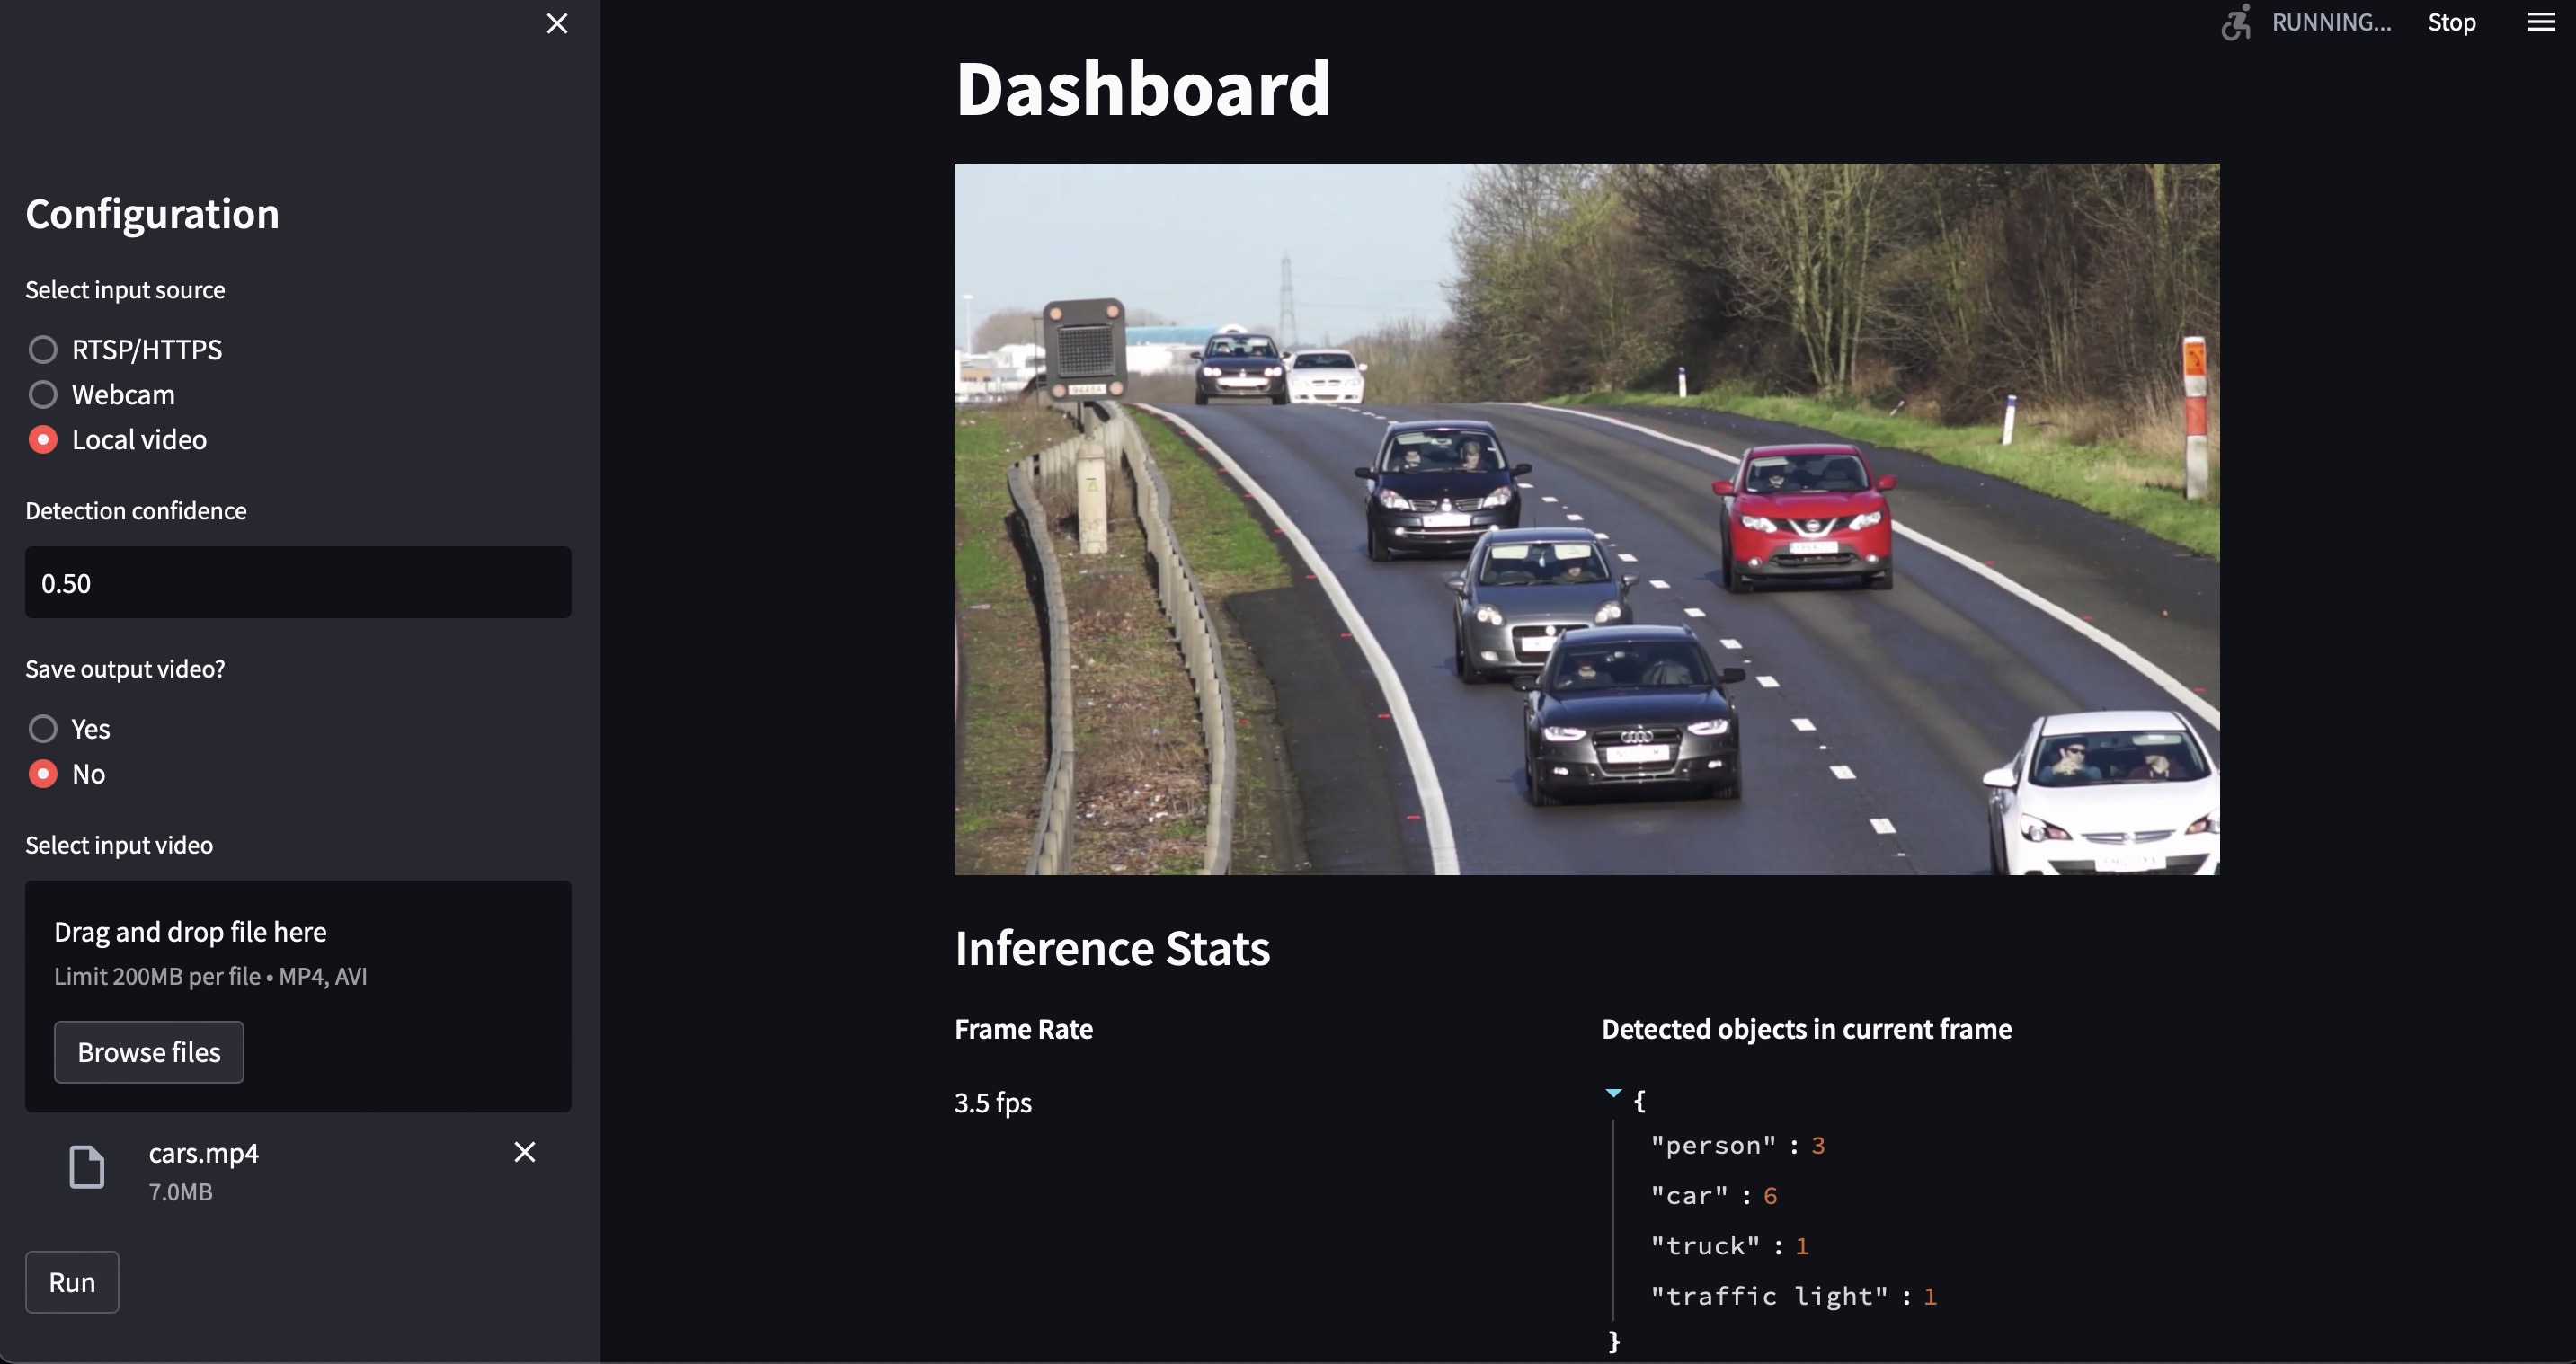 RUNNING...
Stop
Dashboard
Configuration
Select input source
RTSP/HTTPS
Webcam
Local video
Detection confidence
0.50
Save output video?
Yes
No
Select input video
Drag and drop file here
Limit 200MB per file • MP4, AVI
Browse files
cars.mp4
7.0MB
Run
Inference Stats
Frame Rate
3.5 fps
Detected objects in current frame
{
"person" : 3
"car" : 6
"truck" : 1
"traffic light" : 1
}